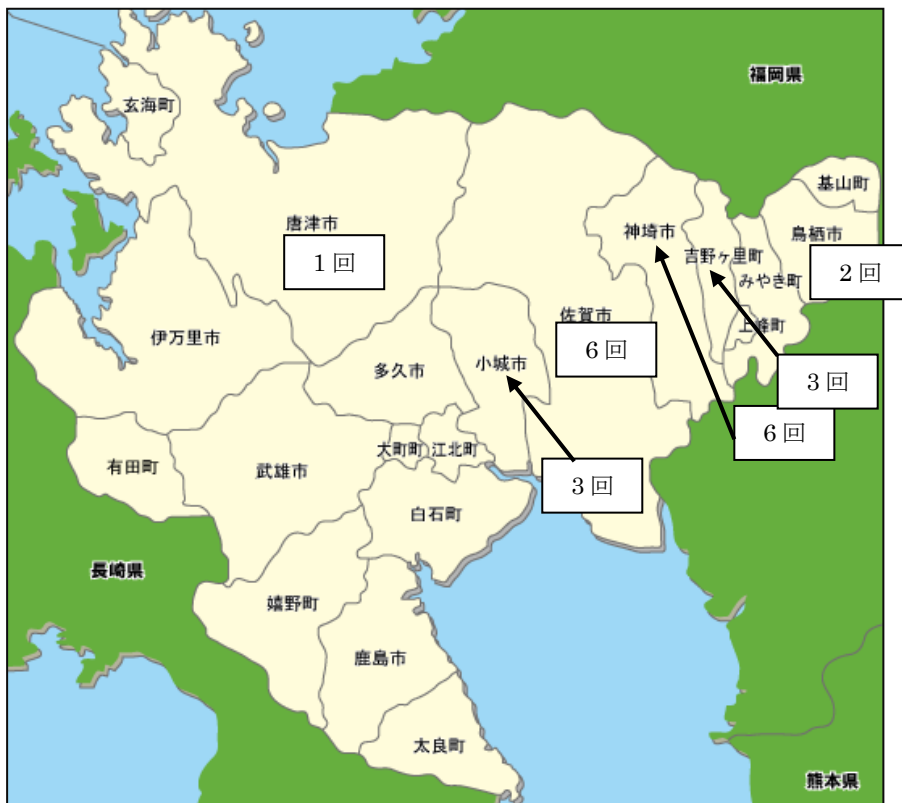 福岡県
玄海町
基山町
唐津市
神埼市
鳥栖市
吉野ヶ里町
1回
2回
みやき町
佐賀市
上峰町
伊万里市
6回
多久市
小城市
3回
6回
大町町
江北町
有田町
武雄市
3回
白石町
長崎県
嬉野町
鹿島市
太良町
熊本県